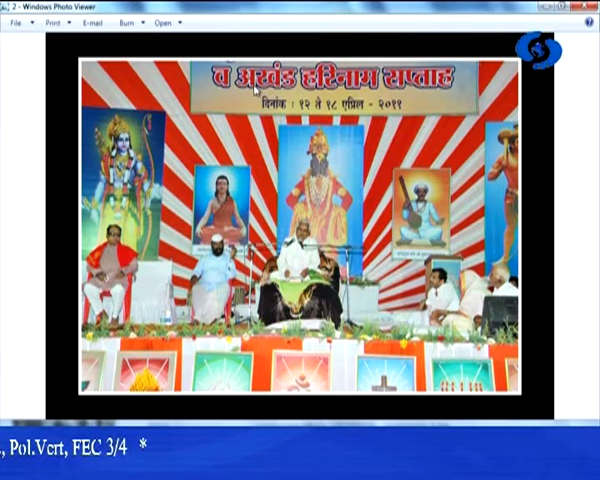 2 - Windows Photo Viewer
File Print E-mail Burn Open
व अखंड हरिनाम सप्ताह
दिनांक : १२ ते १८ एप्रिल - २०११
., Pol.Vert, FEC 3/4 *